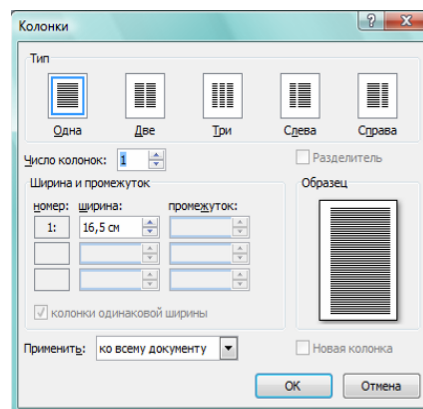 Колонки
Тип
Одна Две Три Слева Справа
Число колонок: 1 Разделитель
Ширина и промежуток Образец
номер: ширина: промежуток:
1: 16,5 см
колонки одинаковой ширины
Применить: ко всему документу Новая колонка
ОК Отмена